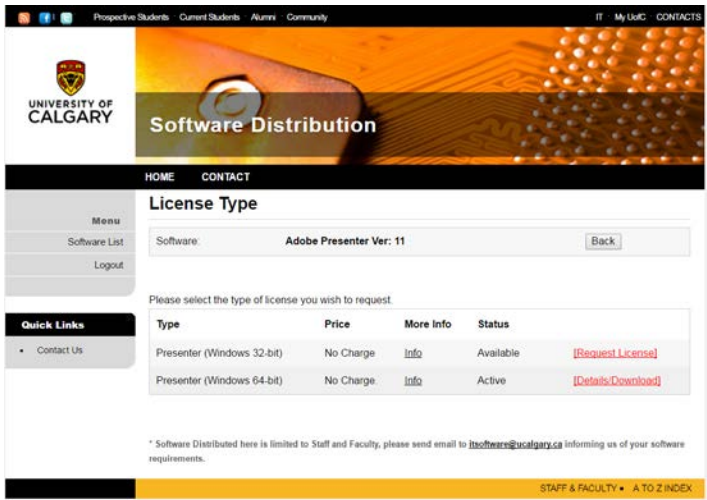 Prospective Students · Current Students · Alumni · Community
IT · My UofC · CONTACTS
UNIVERSITY OF
CALGARY
Software Distribution
HOME CONTACT
Menu
Software List
Logout
Quick Links
• Contact Us
License Type
Software: Adobe Presenter Ver: 11 Back
Please select the type of license you wish to request.
Type Price More Info Status
Presenter (Windows 32-bit) No Charge Info Available [Request License]
Presenter (Windows 64-bit) No Charge. Info Active [Details/Download]
* Software Distributed here is limited to Staff and Faculty, please send email to itsoftware@ucalgary.ca informing us of your software
requirements.
STAFF & FACULTY • A TO Z INDEX